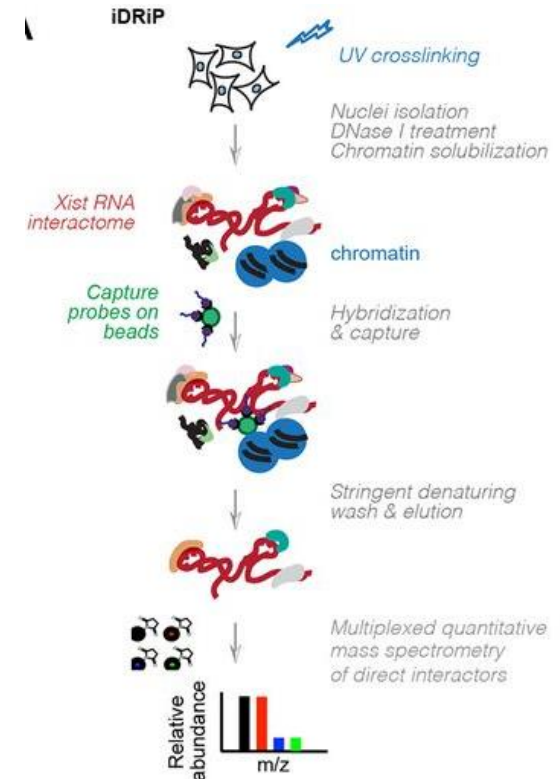 A
iDRiP
UV crosslinking
Nuclei isolation
DNase I treatment
Chromatin solubilization
Xist RNA
interactome
chromatin
Capture
probes on
beads
Hybridization
& capture
Stringent denaturing
wash & elution
Multiplexed quantitative
mass spectrometry
of direct interactors
Relative
abundance
m/z